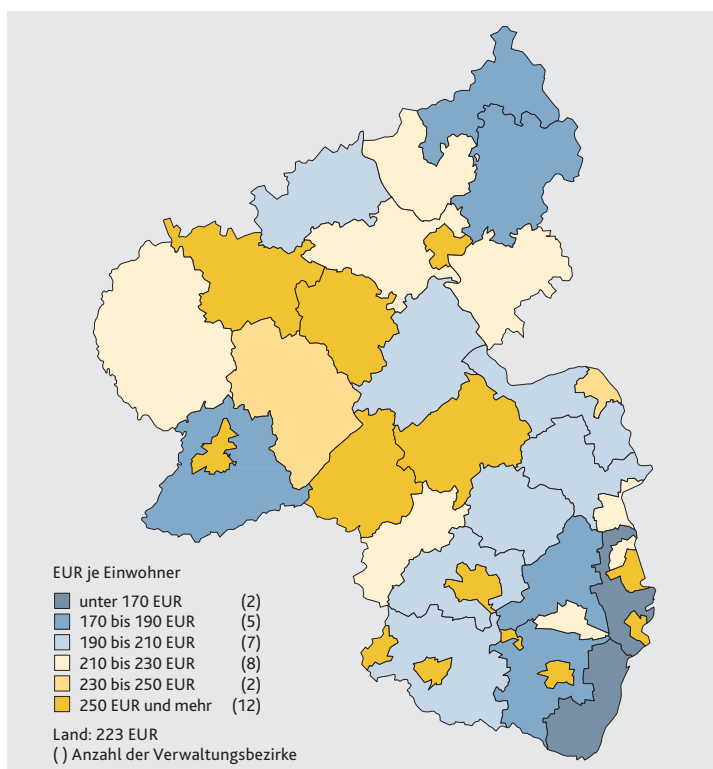 EUR je Einwohner
unter 170 EUR (2)
170 bis 190 EUR (5)
190 bis 210 EUR (7)
210 bis 230 EUR (8)
230 bis 250 EUR (2)
250 EUR und mehr (12)
Land: 223 EUR
( ) Anzahl der Verwaltungsbezirke